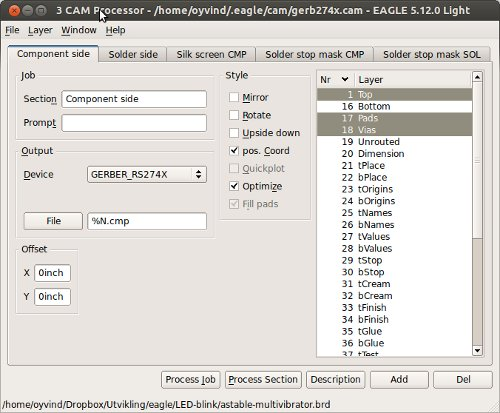 3 CAM Processor - /home/oyvind/.eagle/cam/gerb274x.cam - EAGLE 5.12.0 Light
File Layer Window Help
Component side Solder side Silk screen CMP Solder stop mask CMP Solder stop mask SOL
Job
Section Component side
Prompt
Output
Device GERBER_RS274X
File %N.cmp
Offset
X 0inch
Y 0inch
Style
Mirror
Rotate
Upside down
pos. Coord
Quickplot
Optimize
Fill pads
Nr Layer
1 Top
16 Bottom
17 Pads
18 Vias
19 Unrouted
20 Dimension
21 tPlace
22 bPlace
23 tOrigins
24 bOrigins
25 tNames
26 bNames
27 tValues
28 bValues
29 tStop
30 bStop
31 tCream
32 bCream
33 tFinish
34 bFinish
35 tGlue
36 bGlue
37 tTest
Process Job Process Section Description Add Del
/home/oyvind/Dropbox/Utvikling/eagle/LED-blink/astable-multivibrator.brd